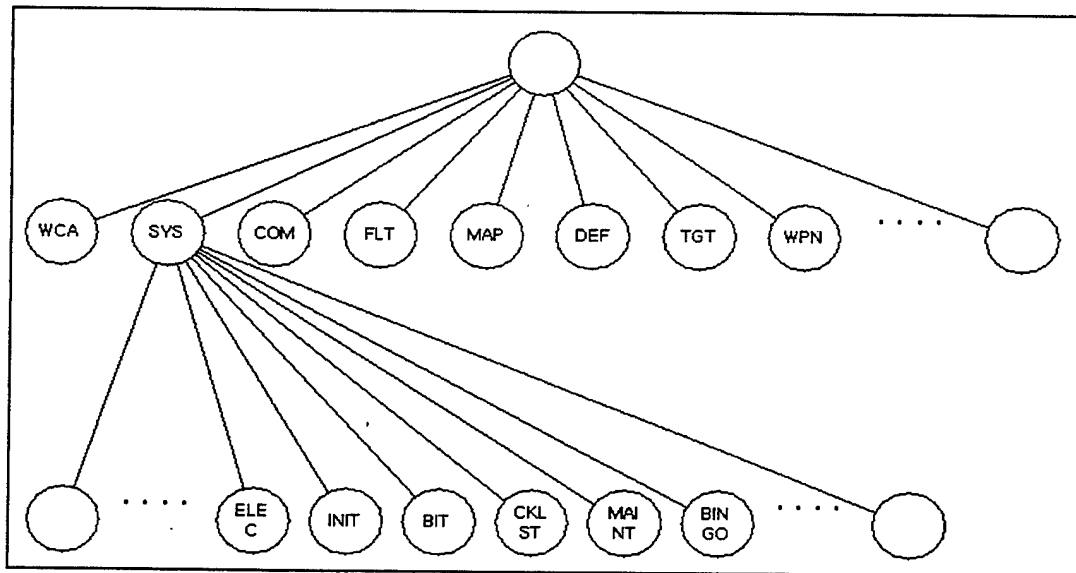 WCA SYS COM FLT MAP DEF TGT WPN . . . .
. . . . ELE INIT BIT CKL MAI BIN . . . .
C ST NT GO